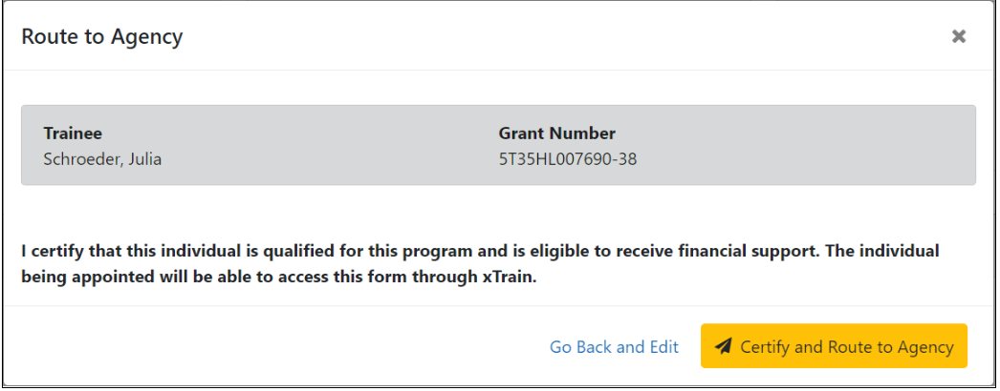 Route to Agency
Trainee
Schroeder, Julia
Grant Number
5T35HL007690-38
I certify that this individual is qualified for this program and is eligible to receive financial support. The individual
being appointed will be able to access this form through xTrain.
Go Back and Edit
Certify and Route to Agency